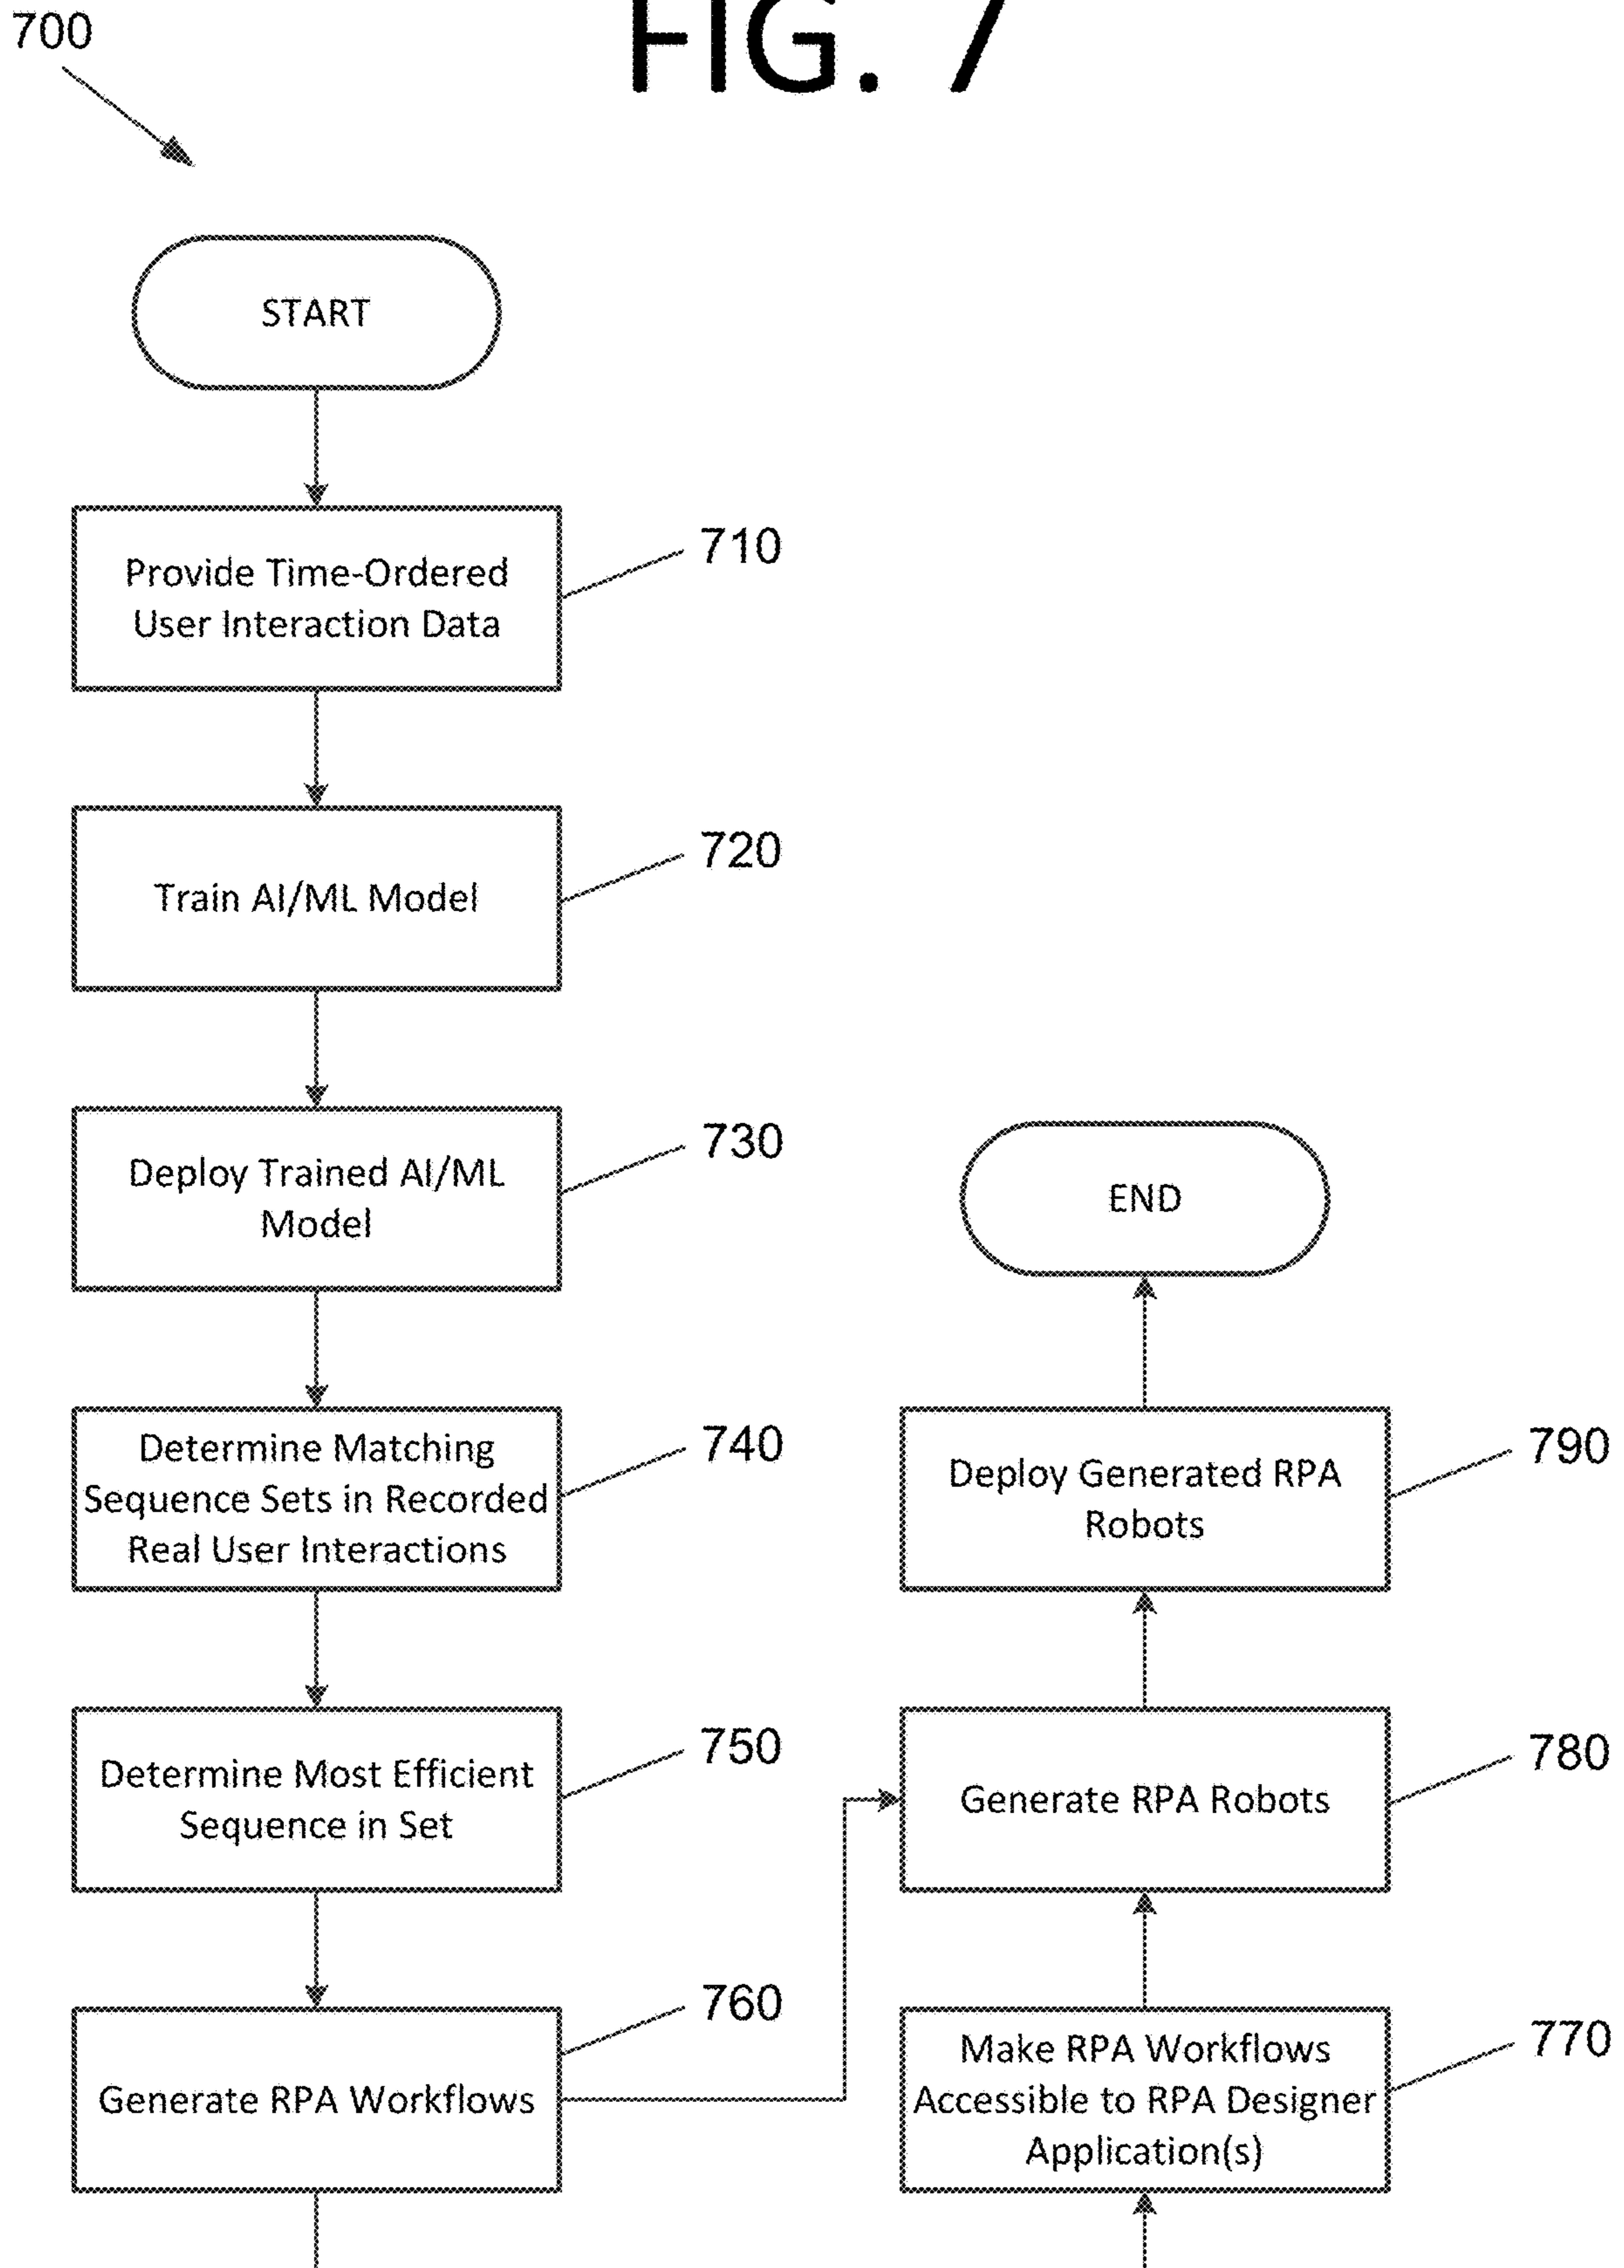 700
FIG. 7
START
Provide Time-Ordered
User Interaction Data
710
Train AI/ML Model
720
Deploy Trained AI/ML
Model
730
Determine Matching
Sequence Sets in Recorded
Real User Interactions
740
Determine Most Efficient
Sequence in Set
750
Generate RPA Workflows
760
END
Deploy Generated RPA
Robots
790
Generate RPA Robots
780
Make RPA Workflows
Accessible to RPA Designer
Application(s)
770